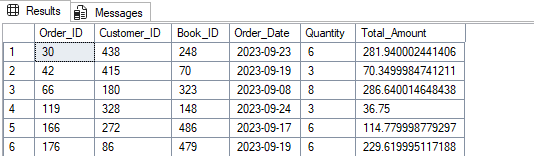 Results Messages
Order_ID Customer_ID Book_ID Order_Date Quantity Total_Amount
1 30 438 248 2023-09-23 6 281.940002441406
2 42 415 70 2023-09-19 3 70.3499984741211
3 66 180 323 2023-09-08 8 286.640014648438
4 119 328 148 2023-09-24 3 36.75
5 166 272 486 2023-09-17 6 114.779998779297
6 176 86 479 2023-09-19 6 229.619995117188